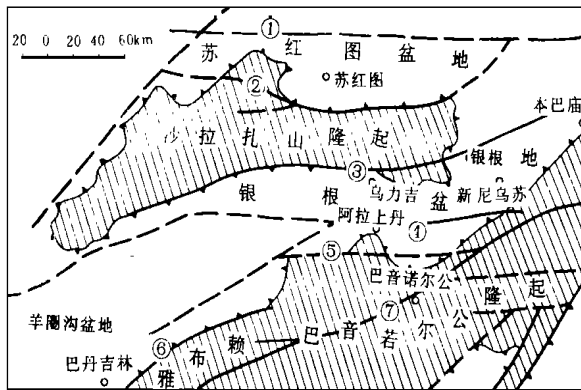 20 0 20 60km
①
苏红图盆地
②
苏红图
本巴庙
沙拉扎山隆起
银根
地
③
银根
盆
乌力吉
新尼乌苏
阿拉上丹
④
⑤
巴音诺尔公
⑦
隆起
羊圈沟盆地
⑥
雅布赖
巴音若尔公
巴丹吉林